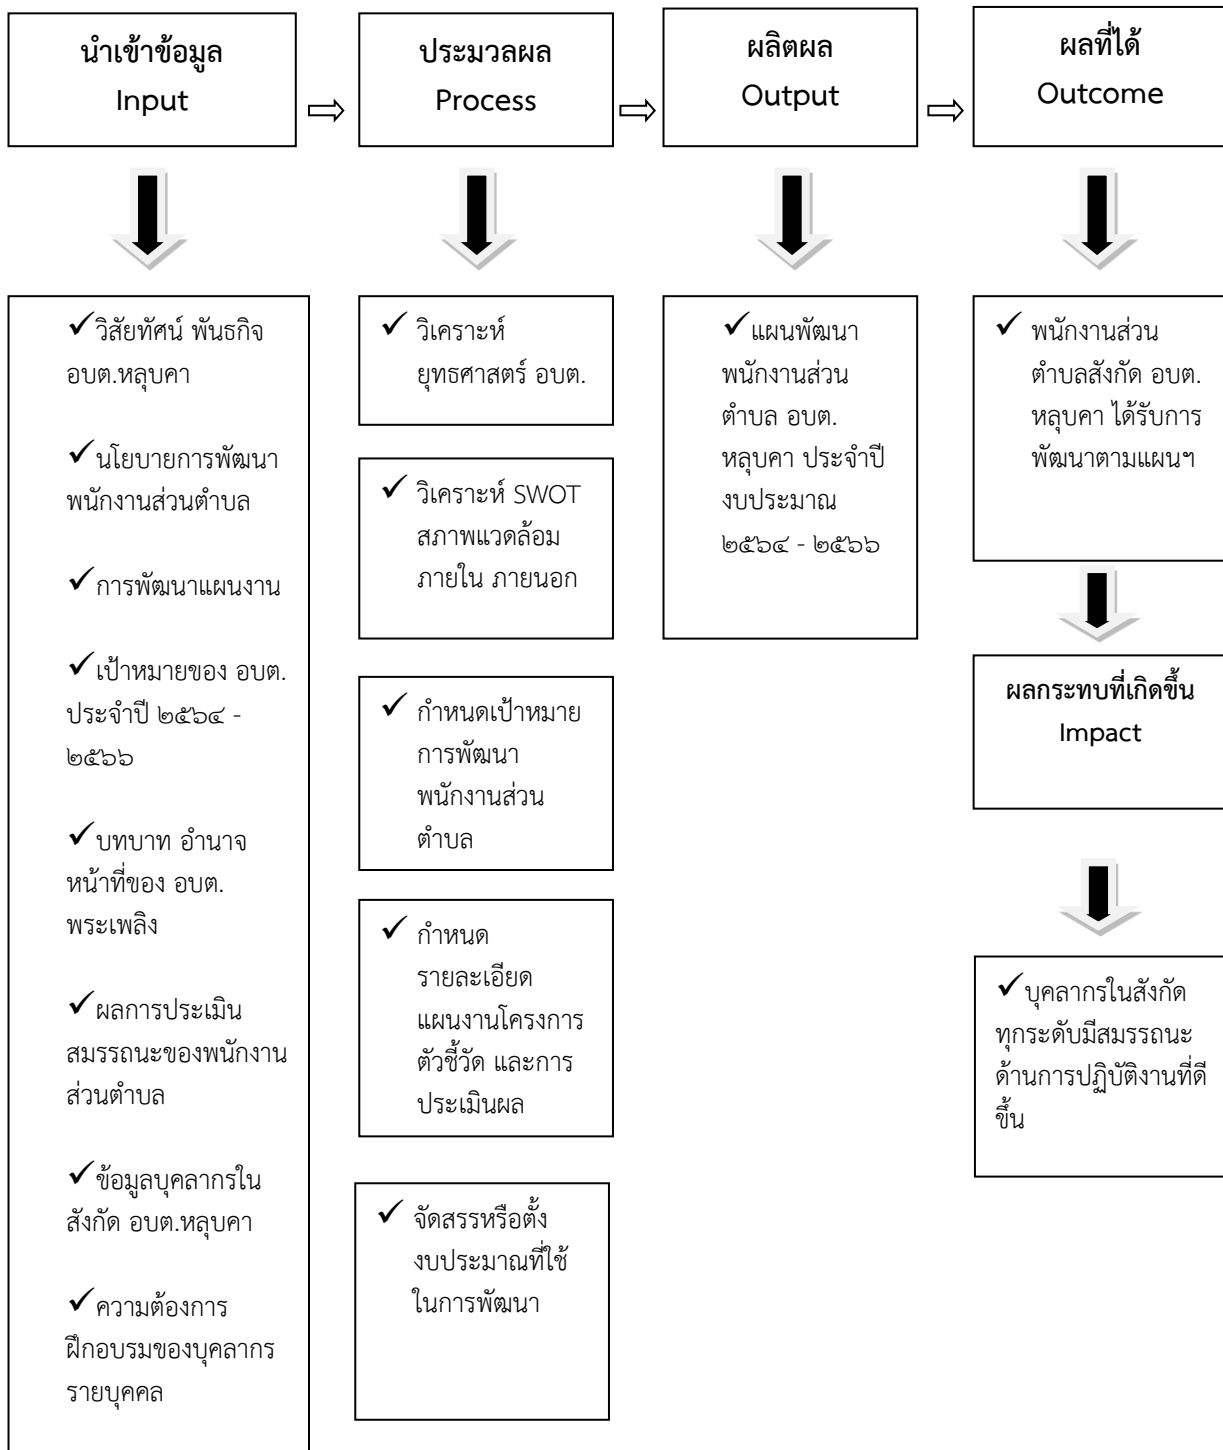 นำเข้าข้อมูล
Input
ประมวลผล
Process
ผลิตผล
Output
ผลที่ได้
Outcome
✓วิสัยทัศน์ พันธกิจ
อบต.หลุบคา
✓นโยบายการพัฒนา
พนักงานส่วนตำบล
✓การพัฒนาแผนงาน
✓เป้าหมายของ อบต.
ประจำปี ๒๕๖๔ -
๒๕๖๖
✓บทบาท อำนาจ
หน้าที่ของ อบต.
พระเพลิง
✓ผลการประเมิน
สมรรถนะของพนักงาน
ส่วนตำบล
✓ข้อมูลบุคลากรใน
สังกัด อบต.หลุบคา
✓ความต้องการ
ฝึกอบรมของบุคลากร
รายบุคคล
✓ วิเคราะห์
ยุทธศาสตร์ อบต.
✓ วิเคราะห์ SWOT
สภาพแวดล้อม
ภายใน ภายนอก
✓ กำหนดเป้าหมาย
การพัฒนา
พนักงานส่วน
ตำบล
✓ กำหนด
รายละเอียด
แผนงานโครงการ
ตัวชี้วัด และการ
ประเมินผล
✓ จัดสรรหรือตั้ง
งบประมาณที่ใช้
ในการพัฒนา
✓แผนพัฒนา
พนักงานส่วน
ตำบล อบต.
หลุบคา ประจำปี
งบประมาณ
๒๕๖๔ - ๒๕๖๖
✓ พนักงานส่วน
ตำบลสังกัด อบต.
หลุบคา ได้รับการ
พัฒนาตามแผนฯ
ผลกระทบที่เกิดขึ้น
Impact
✓บุคลากรในสังกัด
ทุกระดับมีสมรรถนะ
ด้านการปฏิบัติงานที่ดี
ขึ้น